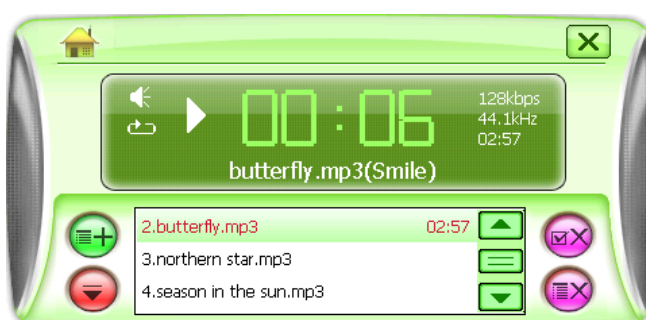 00:06
128kbps
44.1kHz
02:57
butterfly.mp3(Smile)
2.butterfly.mp3 02:57
3.northern star.mp3
4.season in the sun.mp3